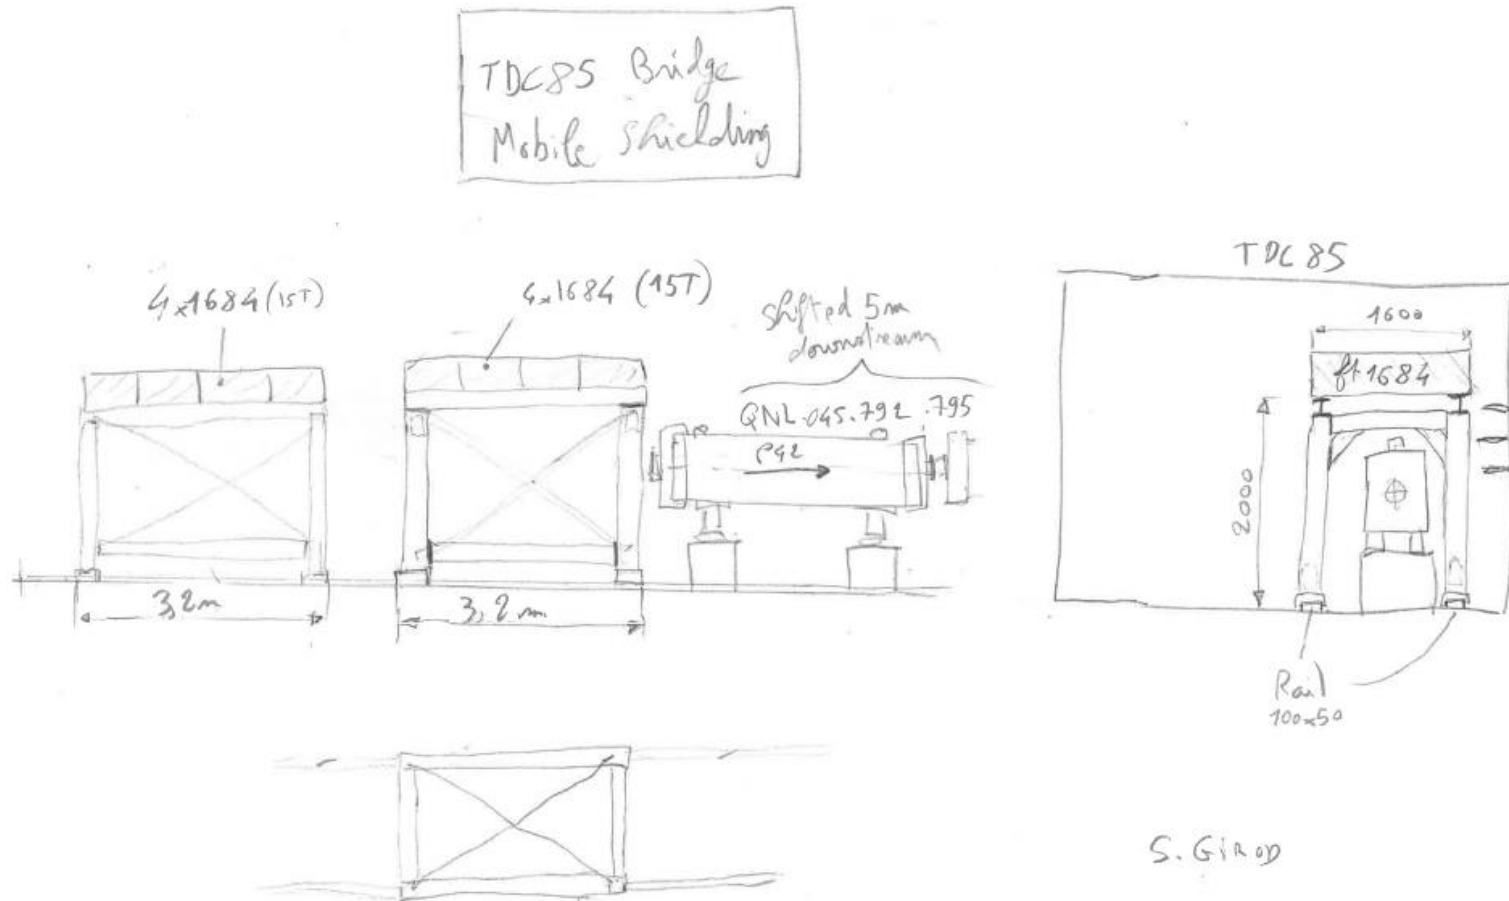 TDC85 Bridge
Mobile Shielding
4x1684 (15T)
4x1684 (15T)
Shifted 5m
downstream
QNL.045.792 .795
P42
3,2m
3,2m
TDC85
1600
ft 1684
2000
Rail
100x50
S. GIROD